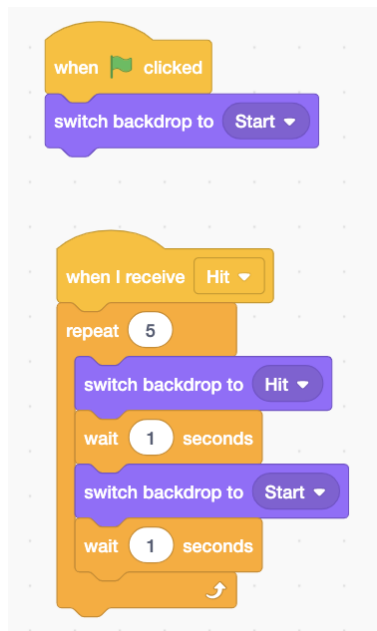 when clicked
switch backdrop to Start
when I receive Hit
repeat 5
switch backdrop to Hit
wait 1 seconds
switch backdrop to Start
wait 1 seconds